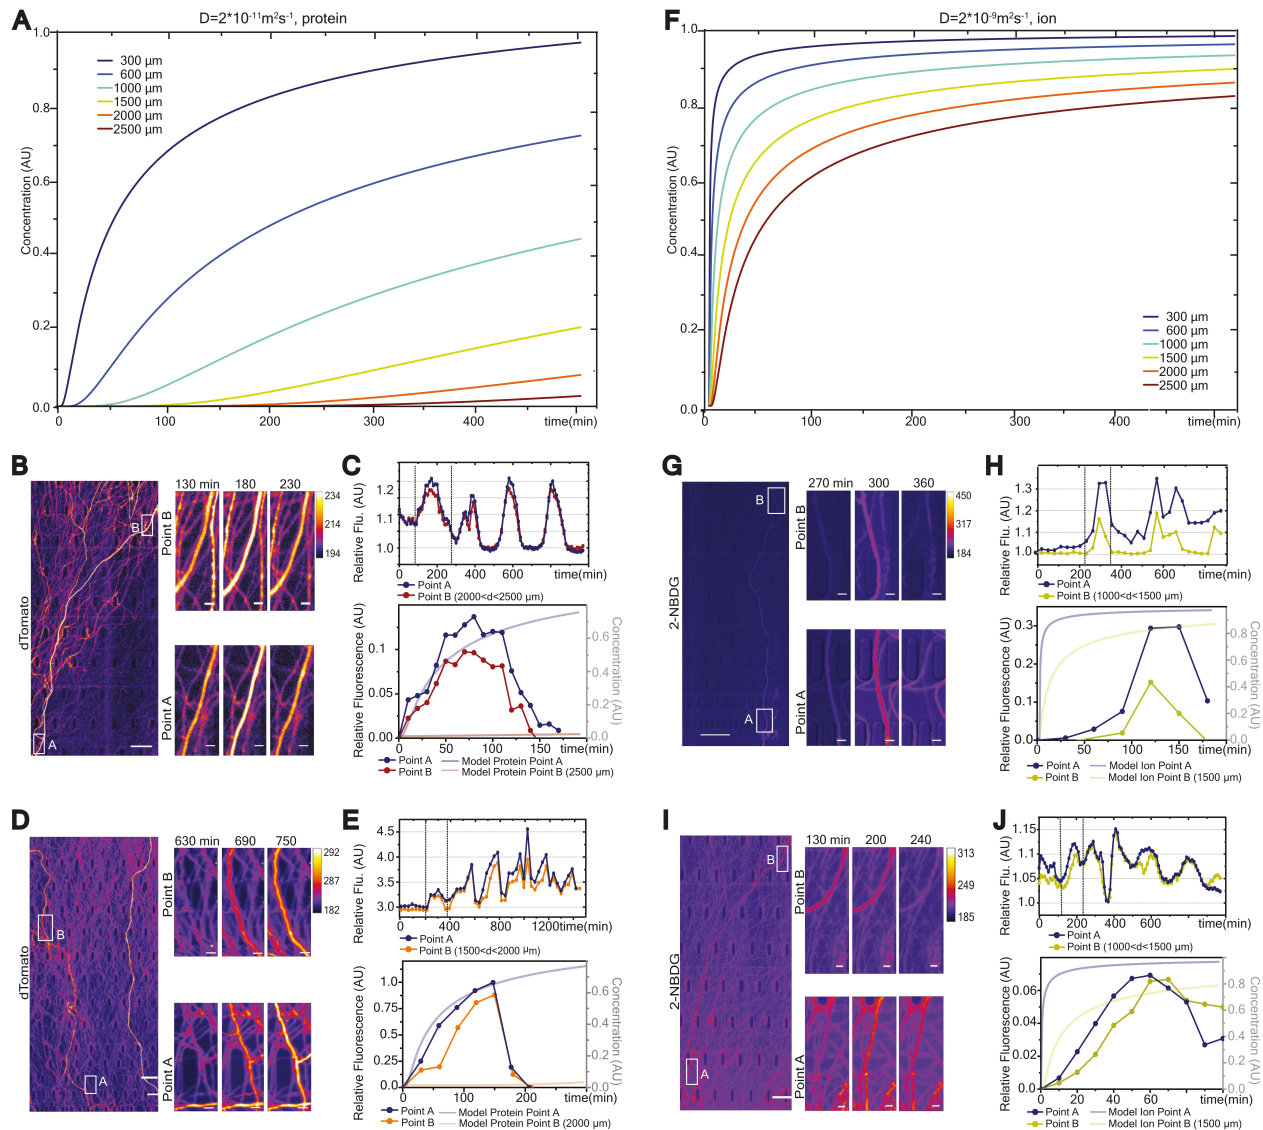 A
D=2*10⁻¹¹m²s⁻¹, protein
Concentration (AU)
1.0
0.8
0.6
0.4
0.2
0.0
300 µm
600 µm
1000 µm
1500 µm
2000 µm
2500 µm
0 100 200 300 400 time(min)
F
D=2*10⁻⁹m²s⁻¹, ion
Concentration (AU)
1.0
0.8
0.6
0.4
0.2
0.0
300 µm
600 µm
1000 µm
1500 µm
2000 µm
2500 µm
0 100 200 300 400 time(min)
B
dTomato
B
A
130 min 180 230
Point B
Point A
234
214
194
C
Relative Flu. (AU)
1.2
1.1
1.0
0 200 400 600 time(min)
Point A
Point B (2000<d<2500 µm)
Relative Fluorescence (AU)
0.1
0.05
0.00
0.6
0.4
0.2
0.0
Concentration (AU)
0 50 100 150 time(min)
Point A Model Protein Point A
Point B Model Protein Point B (2500 µm)
G
2-NBDG
B
A
270 min 300 360
Point B
Point A
450
317
184
H
Relative Flu. (AU)
1.3
1.2
1.1
1.0
0 200 400 600 time(min)
Point A
Point B (1000<d<1500 µm)
Relative Fluorescence (AU)
0.3
0.2
0.1
0.0
0.8
0.6
0.4
0.2
0.0
Concentration (AU)
0 50 100 150 time(min)
Point A Model Ion Point A
Point B Model Ion Point B (1500 µm)
D
dTomato
B
A
630 min 690 750
Point B
Point A
292
287
182
E
Relative Flu. (AU)
4.5
4.0
3.5
3.0
0 400 800 1200 time(min)
Point A
Point B (1500<d<2000 µm)
Relative Fluorescence (AU)
1.0
0.75
0.5
0.25
0.0
0.6
0.4
0.2
0.0
Concentration (AU)
0 100 200 time(min)
Point A Model Protein Point A
Point B Model Protein Point B (2000 µm)
I
2-NBDG
B
A
130 min 200 240
Point B
Point A
313
249
185
J
Relative Flu. (AU)
1.15
1.10
1.05
1.0
0 200 400 600 time(min)
Point A
Point B (1000<d<1500 µm)
Relative Fluorescence (AU)
0.06
0.04
0.02
0.0
0.8
0.6
0.4
0.2
0.0
Concentration (AU)
0 20 40 60 80 time(min)
Point A Model Ion Point A
Point B Model Ion Point B (1500 µm)